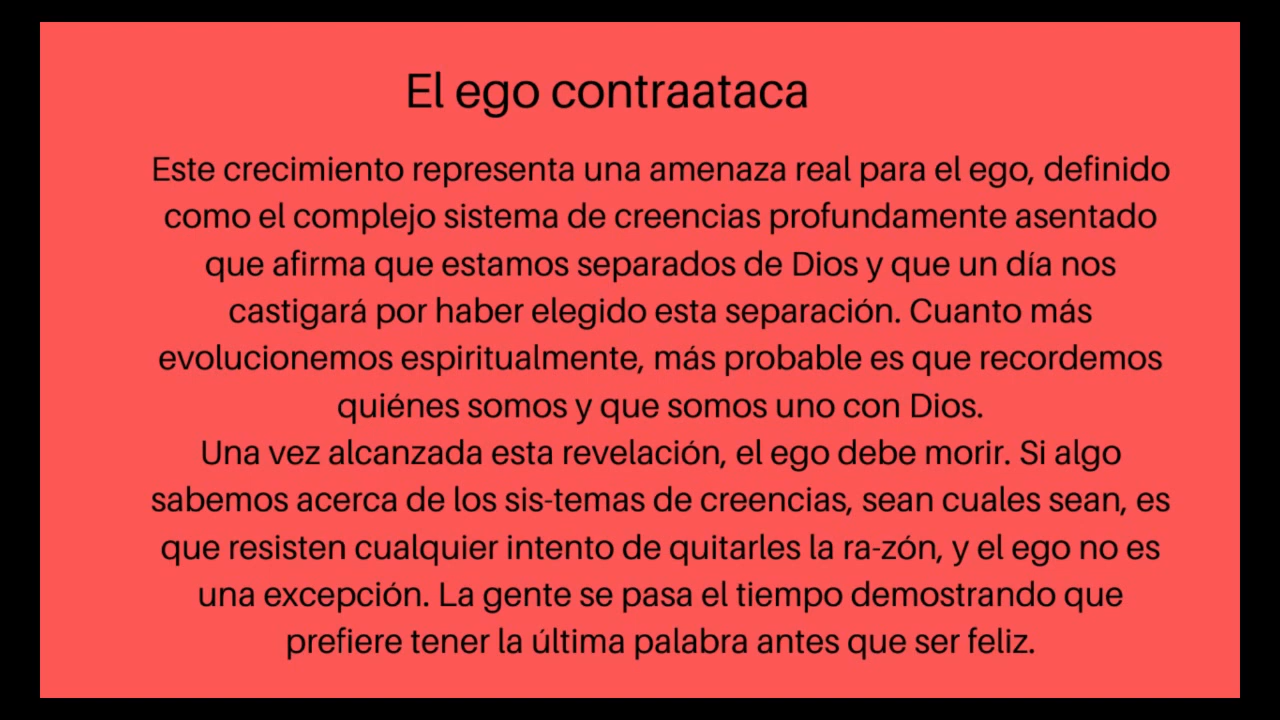 El ego contraataca
Este crecimiento representa una amenaza real para el ego, definido
como el complejo sistema de creencias profundamente asentado
que afirma que estamos separados de Dios y que un día nos
castigará por haber elegido esta separación. Cuanto más
evolucionemos espiritualmente, más probable es que recordemos
quiénes somos y que somos uno con Dios.
Una vez alcanzada esta revelación, el ego debe morir. Si algo
sabemos acerca de los sis-temas de creencias, sean cuales sean, es
que resisten cualquier intento de quitarles la ra-zón, y el ego no es
una excepción. La gente se pasa el tiempo demostrando que
prefiere tener la última palabra antes que ser feliz.